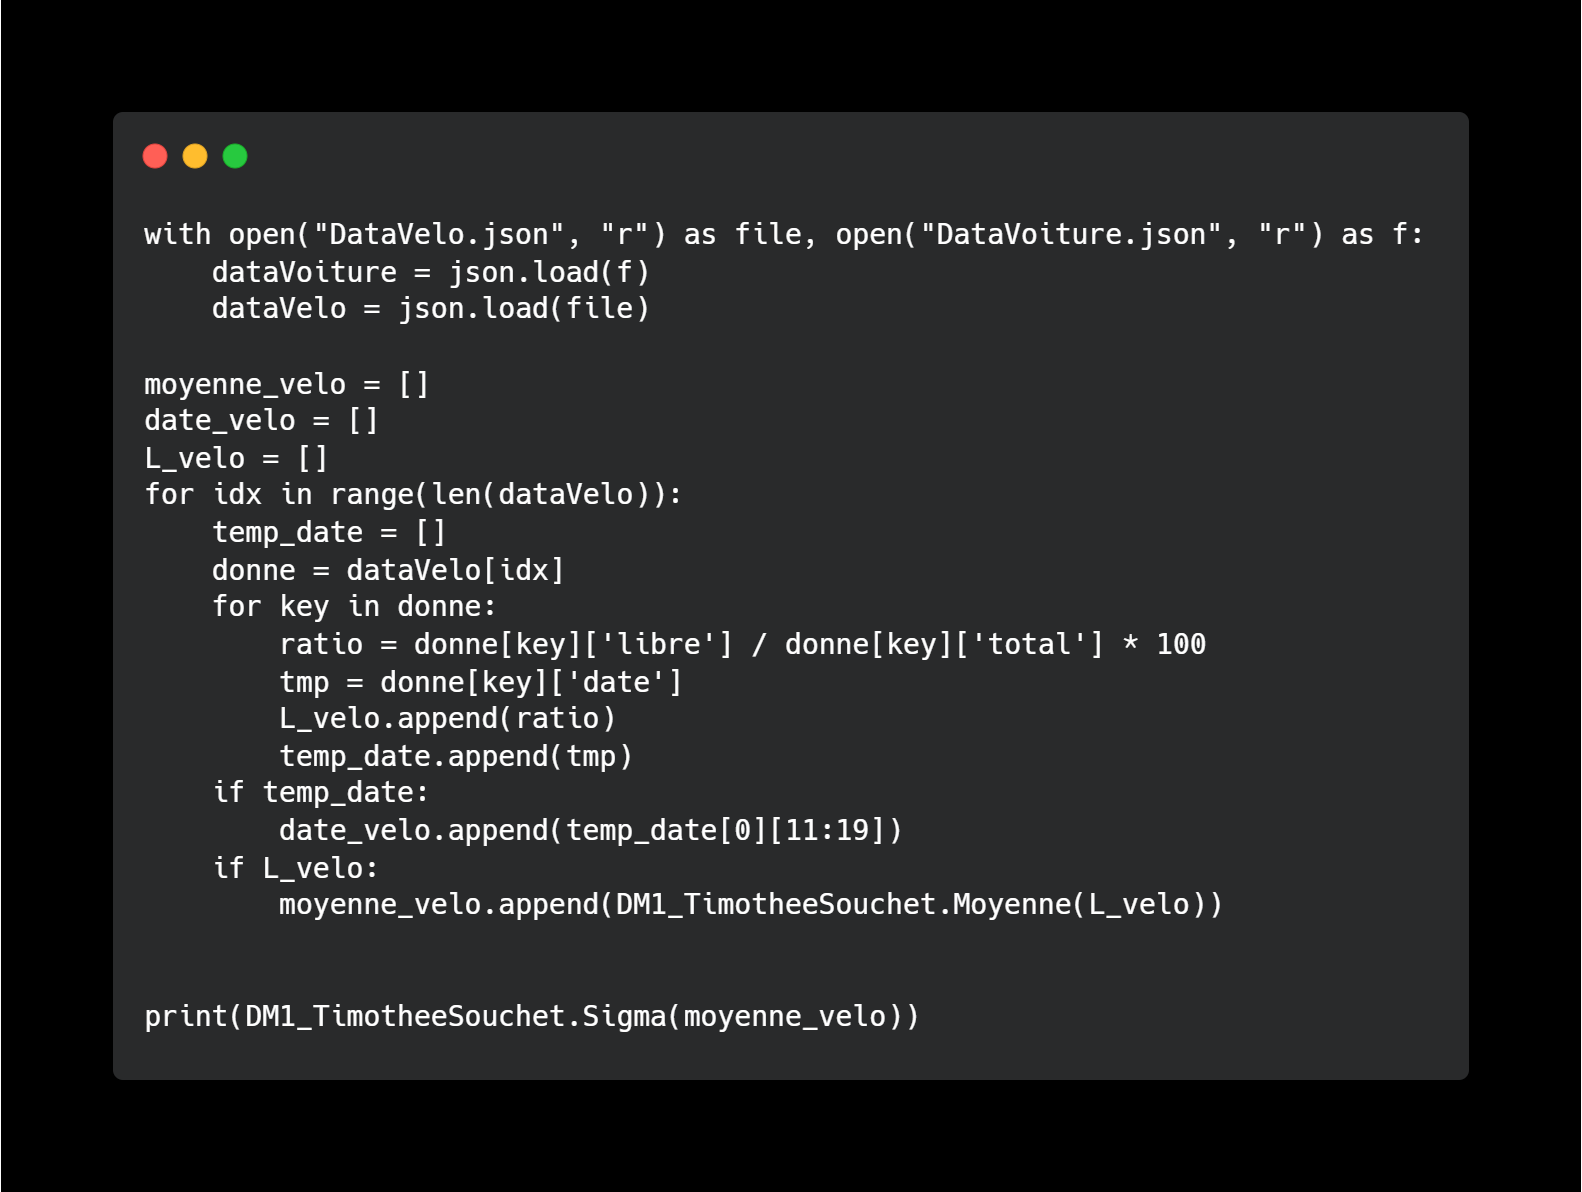 with open("DataVelo.json", "r") as file, open("DataVoiture.json", "r") as f:
    dataVoiture = json.load(f)
    dataVelo = json.load(file)

moyenne_velo = []
date_velo = []
L_velo = []
for idx in range(len(dataVelo)):
    temp_date = []
    donne = dataVelo[idx]
    for key in donne:
        ratio = donne[key]['libre'] / donne[key]['total'] * 100
        tmp = donne[key]['date']
        L_velo.append(ratio)
        temp_date.append(tmp)
    if temp_date:
        date_velo.append(temp_date[0][11:19])
    if L_velo:
        moyenne_velo.append(DM1_TimotheeSouchet.Moyenne(L_velo))


print(DM1_TimotheeSouchet.Sigma(moyenne_velo))